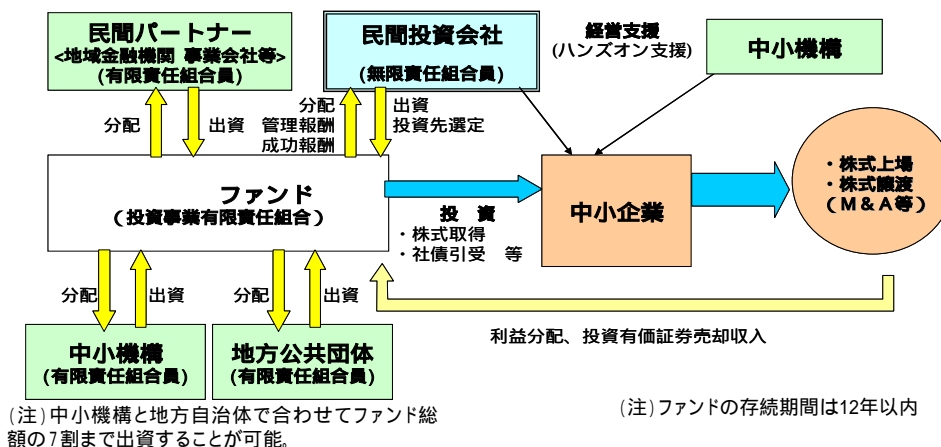 民間パートナー
<地域金融機関 事業会社等>
(有限責任組合員)
民間投資会社
(無限責任組合員)
経営支援
(ハンズオン支援)
中小機構
分配
出資
分配
管理報酬
成功報酬
出資
投資先選定
ファンド
(投資事業有限責任組合)
投 資
・株式取得
・社債引受 等
中小企業
・株式上場
・株式譲渡
(M&A等)
分配
出資
分配
出資
利益分配、投資有価証券売却収入
中小機構
(有限責任組合員)
地方公共団体
(有限責任組合員)
(注)中小機構と地方自治体で合わせてファンド総
額の7割まで出資することが可能。
(注)ファンドの存続期間は12年以内